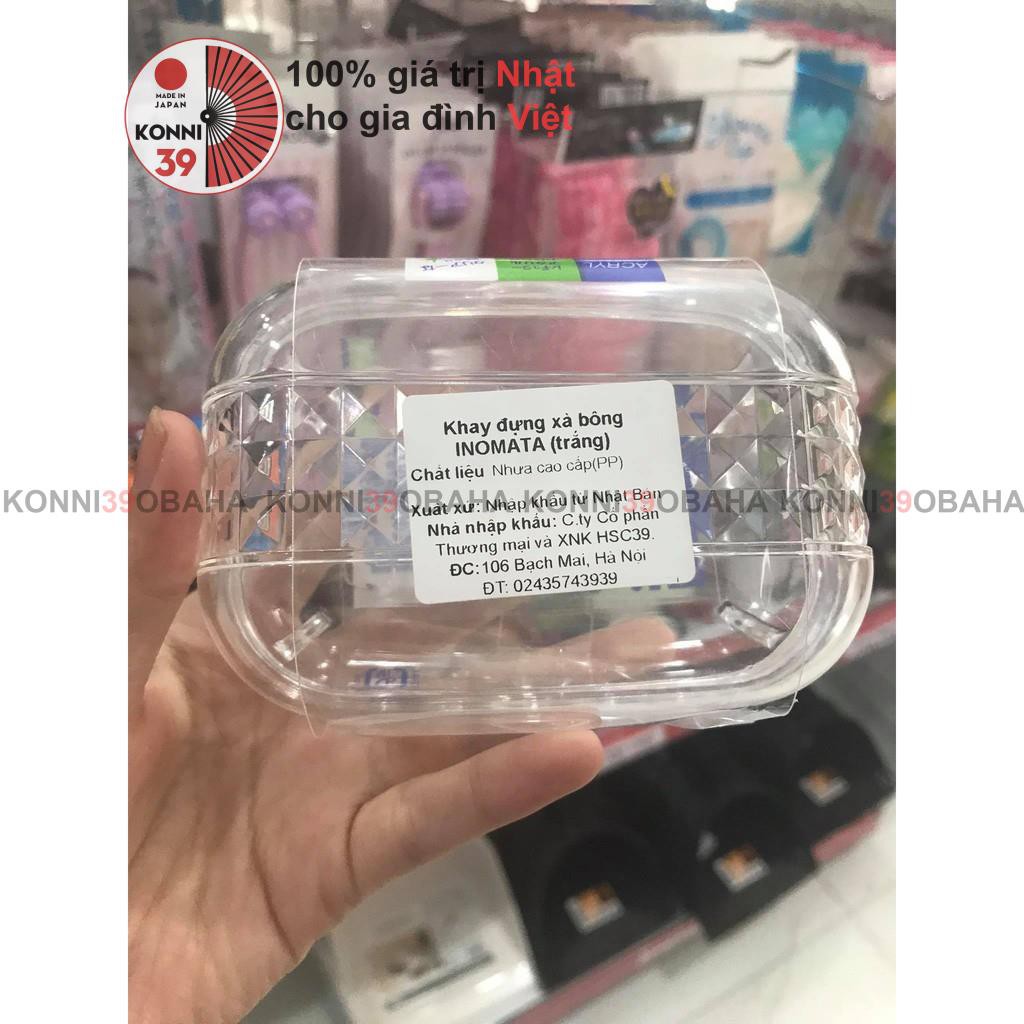 MADE IN
JAPAN
KONNI
39
100% giá trị Nhật
cho gia đình Việt
ACRYL
Khay đựng xà bông
INOMATA (trắng)
Chất liệu Nhựa cao cấp(PP)
KONNI39OBAHA KONNI39OBAHA KONNI39OBAHA KONNI39OBAHA
Xuất xứ: Nhập khẩu từ Nhật Bản
Nhà nhập khẩu: C.ty Cổ phần
Thương mại và XNK HSC39.
ĐC: 106 Bạch Mai, Hà Nội
ĐT: 02435743939